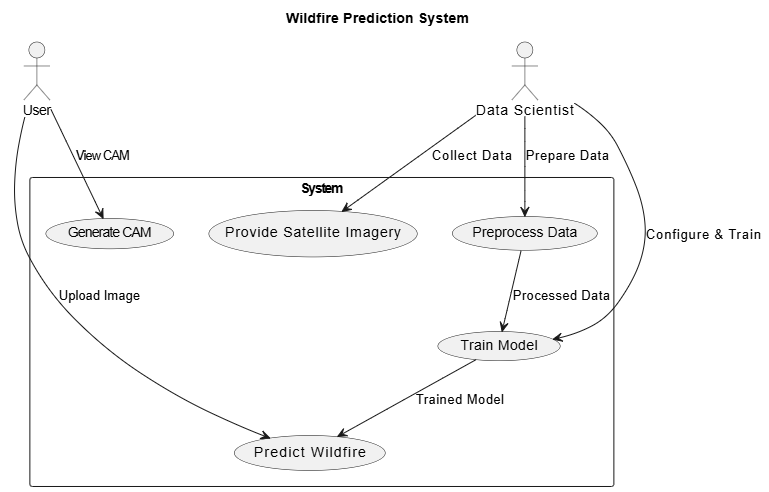 Wildfire Prediction System
User
Data Scientist
View CAM
Collect Data
Prepare Data
System
Generate CAM
Provide Satellite Imagery
Preprocess Data
Configure & Train
Upload Image
Processed Data
Train Model
Trained Model
Predict Wildfire